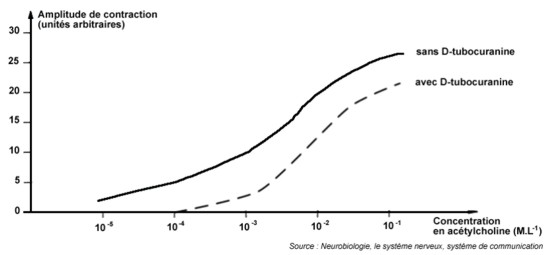 Amplitude de contraction
(unités arbitraires)
30
sans D-tubocuranine
25
avec D-tubocuranine
20
15
10
5
0
10⁻⁵ 10⁻⁴ 10⁻³ 10⁻² 10⁻¹
Concentration
en acétylcholine (M.L⁻¹)
Source : Neurobiologie, le système nerveux, système de communication